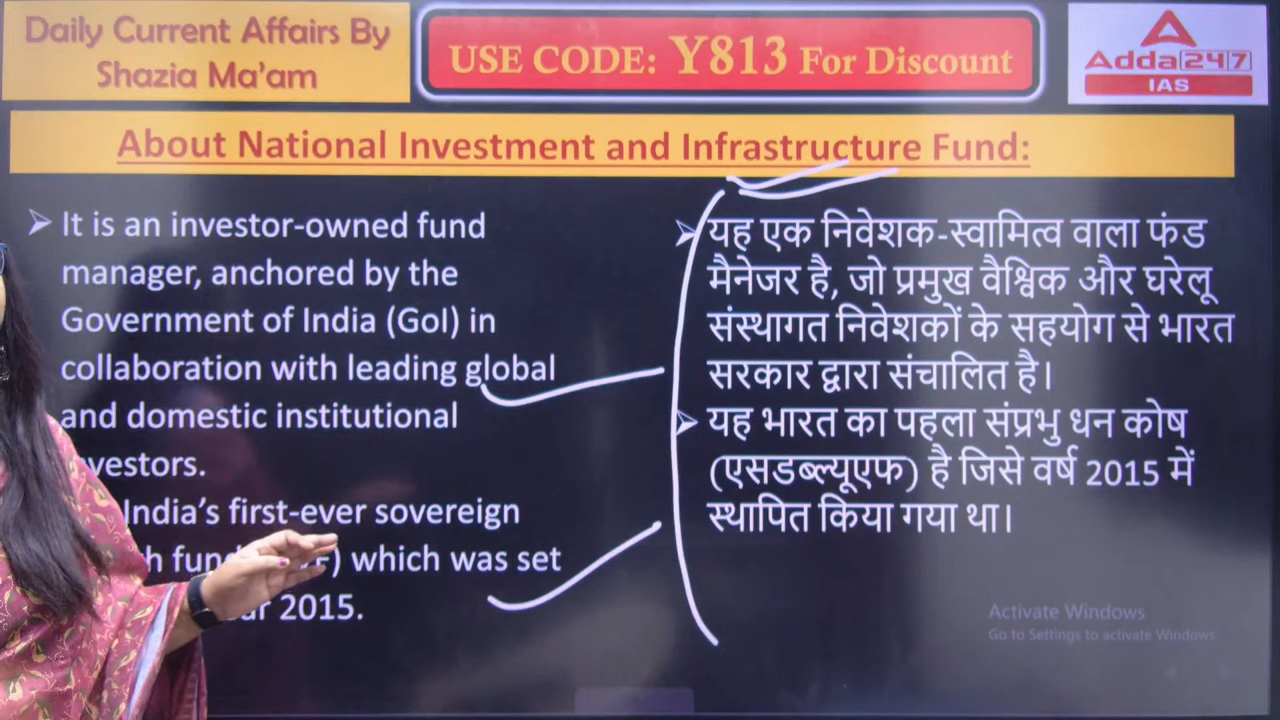 Daily Current Affairs By
Shazia Ma'am
USE CODE: Y813 For Discount
Adda247
IAS
About National Investment and Infrastructure Fund:
It is an investor-owned fund
manager, anchored by the
Government of India (GoI) in
collaboration with leading global
and domestic institutional
vestors.
India's first-ever sovereign
h fun F) which was set
2015.
यह एक निवेशक-स्वामित्व वाला फंड
मैनेजर है, जो प्रमुख वैश्विक और घरेलू
संस्थागत निवेशकों के सहयोग से भारत
सरकार द्वारा संचालित है।
यह भारत का पहला संप्रभु धन कोष
(एसडब्ल्यूएफ) है जिसे वर्ष 2015 में
स्थापित किया गया था।
Activate Windows
Go to Settings to activate Windows.